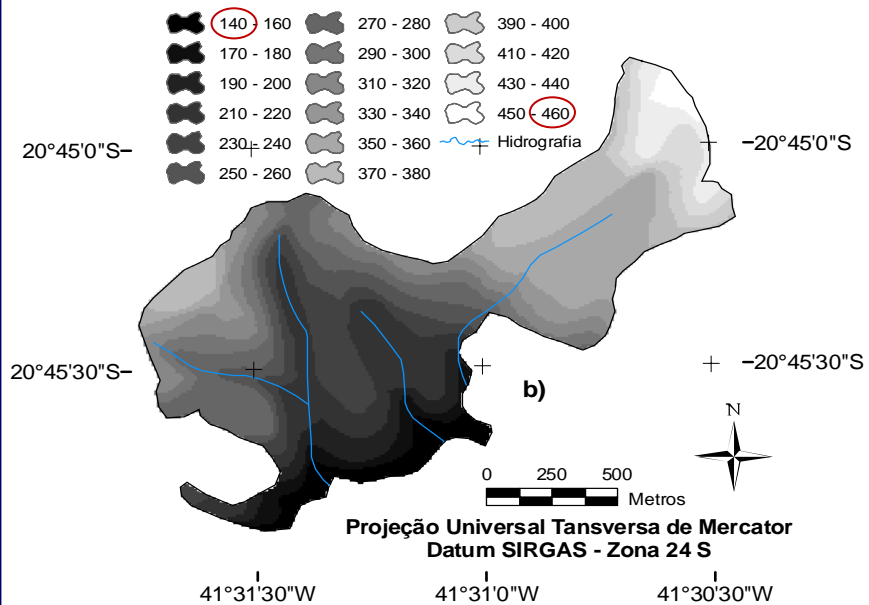 140 - 160
170 - 180
190 - 200
210 - 220
230 - 240
250 - 260
270 - 280
290 - 300
310 - 320
330 - 340
350 - 360
370 - 380
390 - 400
410 - 420
430 - 440
450 - 460
Hidrografia
20°45'0"S
20°45'0"S
20°45'30"S
20°45'30"S
b)
N
0 250 500
Metros
Projeção Universal Tansversa de Mercator
Datum SIRGAS - Zona 24 S
41°31'30"W 41°31'0"W 41°30'30"W